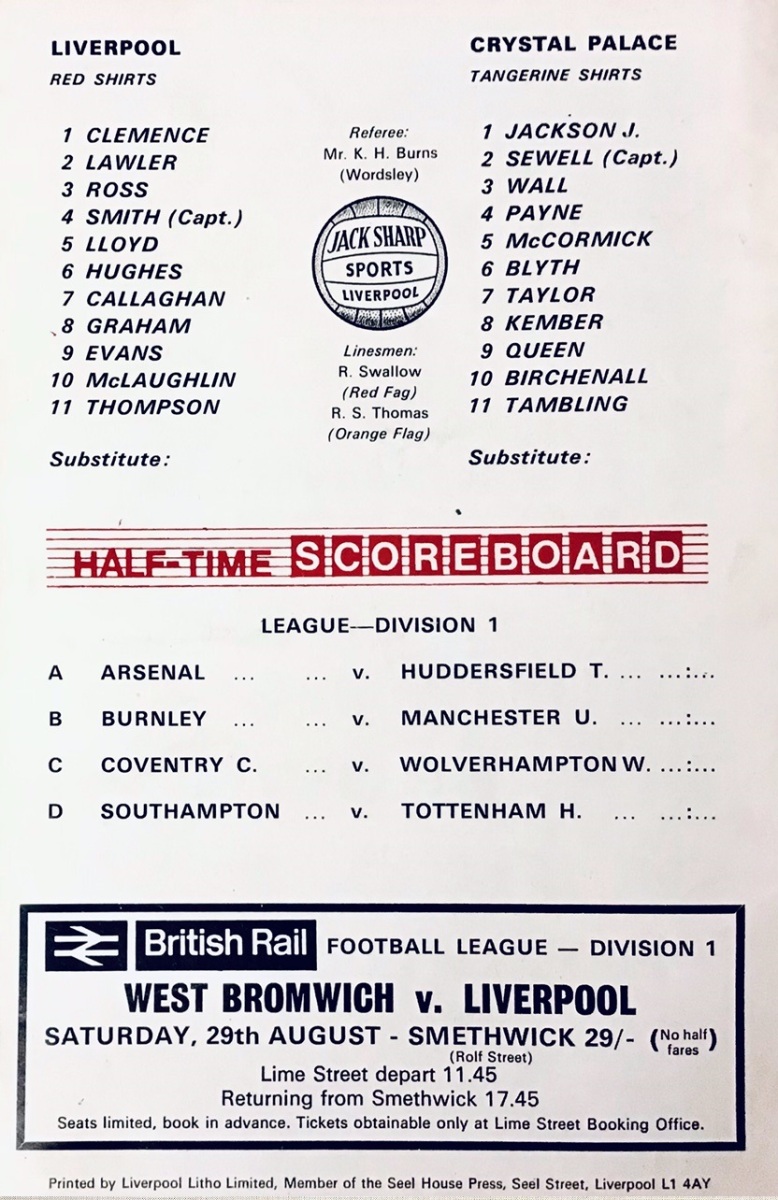 LIVERPOOL
RED SHIRTS
1 CLEMENCE
2 LAWLER
3 ROSS
4 SMITH (Capt.)
5 LLOYD
6 HUGHES
7 CALLAGHAN
8 GRAHAM
9 EVANS
10 McLAUGHLIN
11 THOMPSON
Substitute:
Referee:
Mr. K. H. Burns
(Wordsley)
JACK SHARP
SPORTS
LIVERPOOL
Linesmen:
R. Swallow
(Red Fag)
R. S. Thomas
(Orange Flag)
CRYSTAL PALACE
TANGERINE SHIRTS
1 JACKSON J.
2 SEWELL (Capt.)
3 WALL
4 PAYNE
5 McCORMICK
6 BLYTH
7 TAYLOR
8 KEMBER
9 QUEEN
10 BIRCHENALL
11 TAMBLING
Substitute:
HALF-TIME SCOREBOARD
LEAGUE—DIVISION 1
A ARSENAL ... ... v. HUDDERSFIELD T. ... ...:...
B BURNLEY ... ... v. MANCHESTER U. ... ...:...
C COVENTRY C. ... v. WOLVERHAMPTON W. ...:...
D SOUTHAMPTON ... v. TOTTENHAM H. ... ...:...
British Rail FOOTBALL LEAGUE — DIVISION 1
WEST BROMWICH v. LIVERPOOL
SATURDAY, 29th AUGUST - SMETHWICK 29/- (No half fares)
(Rolf Street)
Lime Street depart 11.45
Returning from Smethwick 17.45
Seats limited, book in advance. Tickets obtainable only at Lime Street Booking Office.
Printed by Liverpool Litho Limited, Member of the Seel House Press, Seel Street, Liverpool L1 4AY